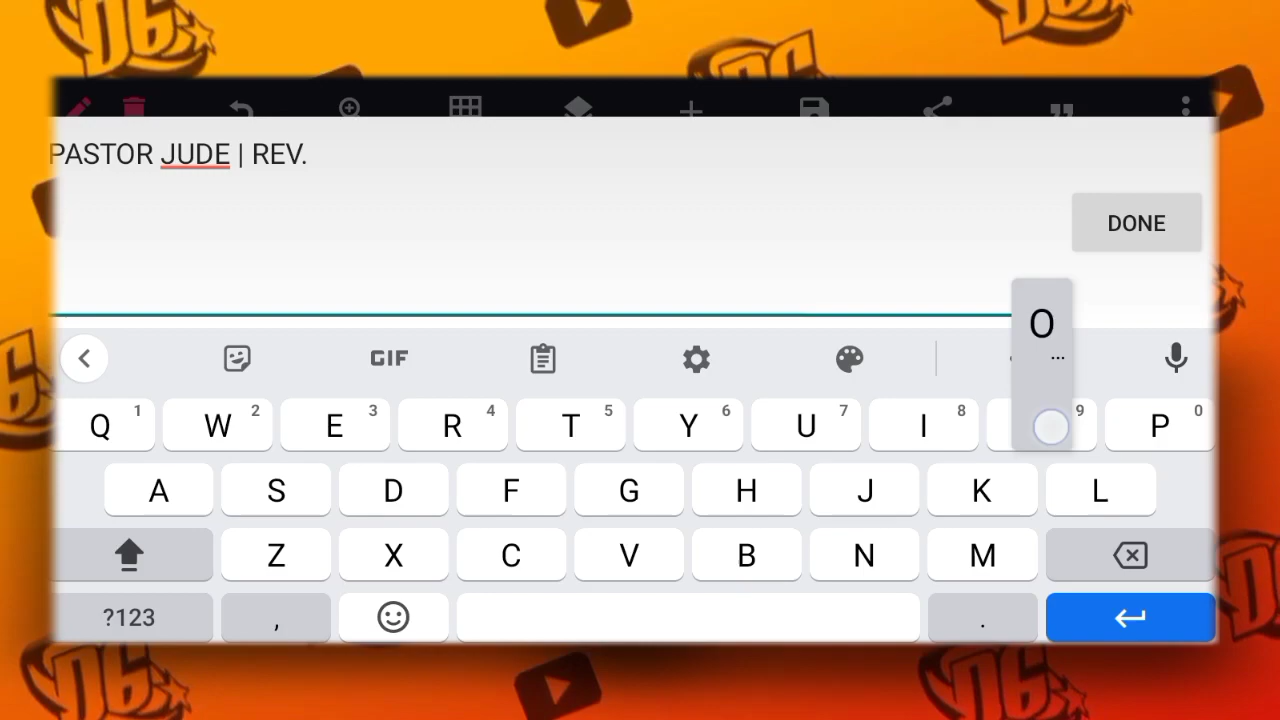 PASTOR JUDE | REV.
DONE
O
...
GIF
Q 1 W 2 E 3 R 4 T 5 Y 6 U 7 I 8 9 P 0
A S D F G H J K L
Z X C V B N M
?123 , .